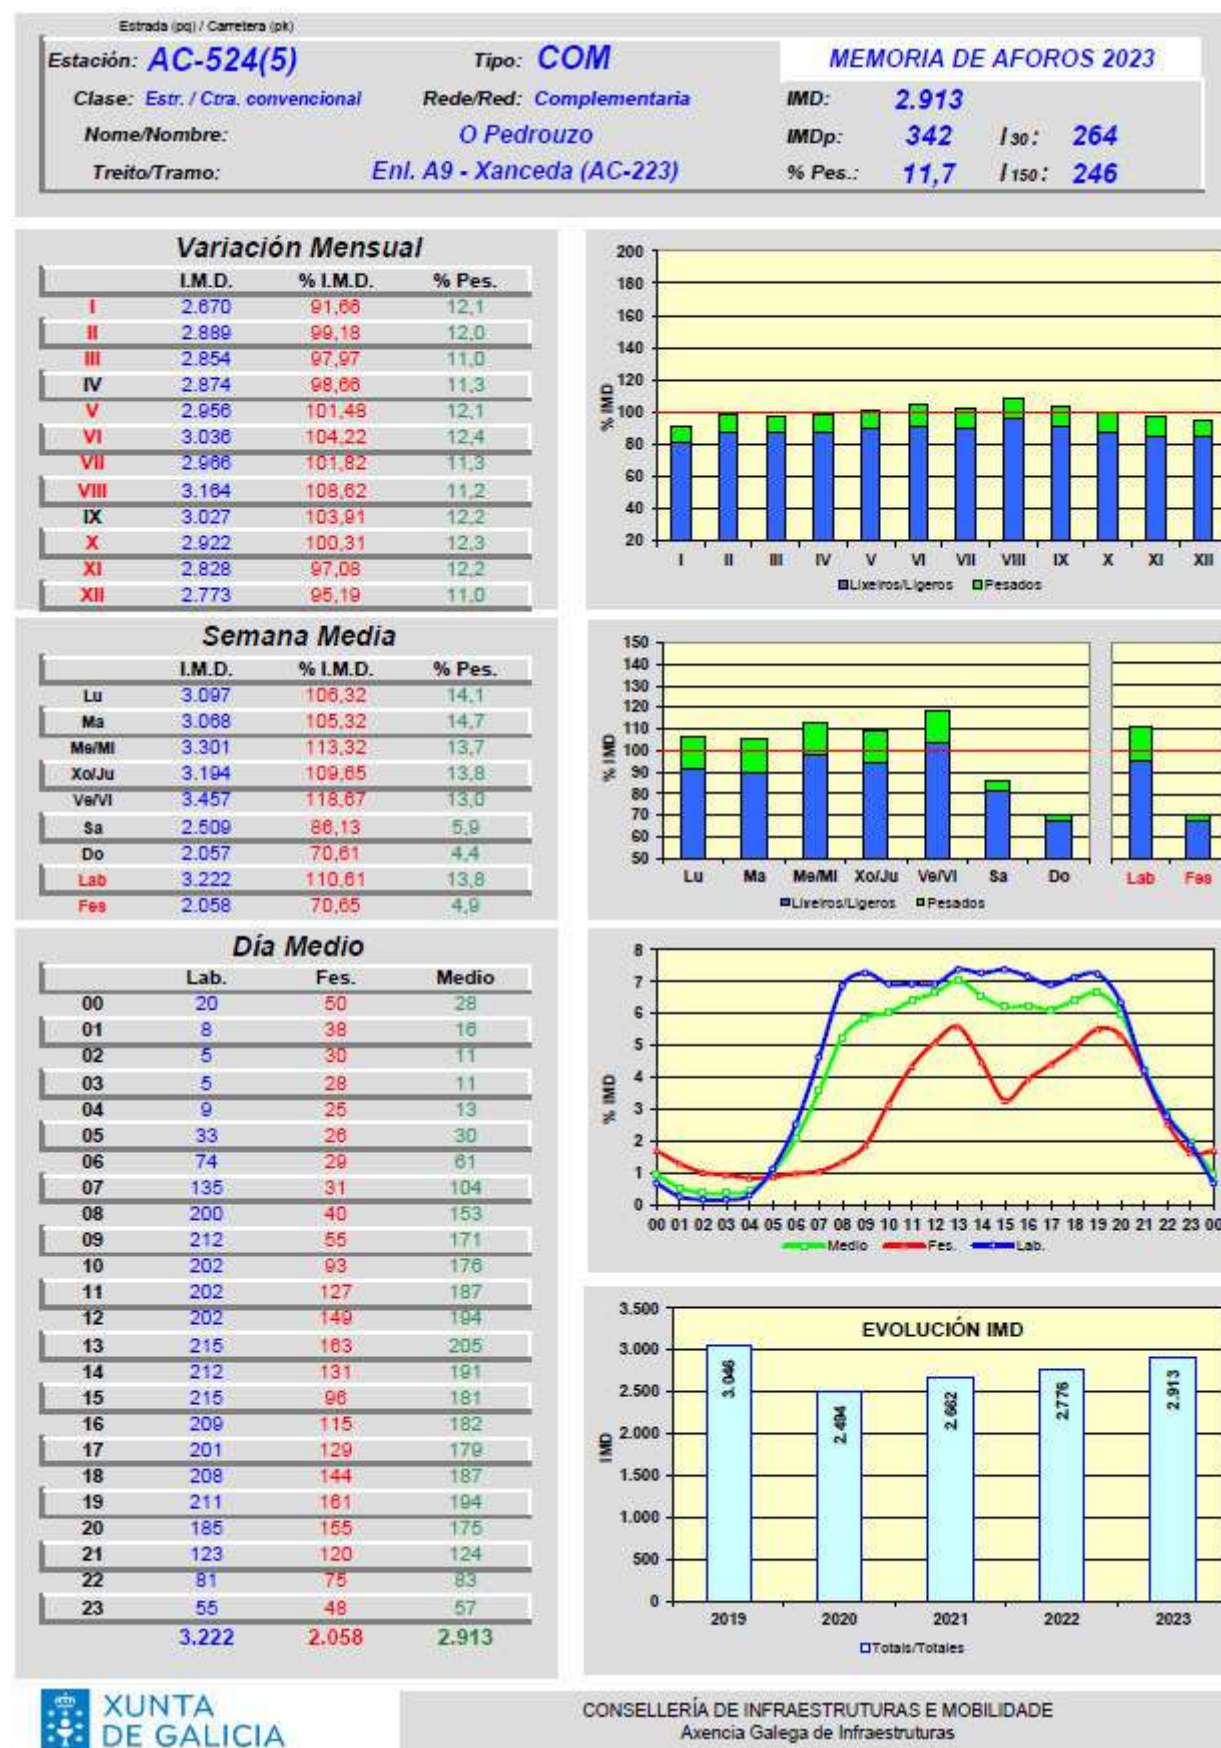 Estrada (pq) / Carretera (pk)
Estación: AC-524(5) Tipo: COM MEMORIA DE AFOROS 2023
Clase: Estr. / Ctra. convencional Rede/Red: Complementaria IMD: 2.913
Nome/Nombre: O Pedrouzo IMDp: 342 I 30: 264
Treito/Tramo: Enl. A9 - Xanceda (AC-223) % Pes.: 11,7 I 150: 246
Variación Mensual
I.M.D. % I.M.D. % Pes.
I 2.670 91,66 12,1
II 2.889 99,18 12,0
III 2.854 97,97 11,0
IV 2.874 98,66 11,3
V 2.956 101,48 12,1
VI 3.036 104,22 12,4
VII 2.966 101,82 11,3
VIII 3.164 108,62 11,2
IX 3.027 103,91 12,2
X 2.922 100,31 12,3
XI 2.828 97,08 12,2
XII 2.773 95,19 11,0
200
180
160
140
120
100
80
60
40
20
% IMD
I II III IV V VI VII VIII IX X XI XII
Lixeiros/Ligeros Pesados
Semana Media
I.M.D. % I.M.D. % Pes.
Lu 3.097 106,32 14,1
Ma 3.068 105,32 14,7
Me/MI 3.301 113,32 13,7
Xo/Ju 3.194 109,65 13,8
Ve/VI 3.457 118,67 13,0
Sa 2.509 86,13 5,9
Do 2.057 70,61 4,4
Lab 3.222 110,61 13,8
Fes 2.058 70,65 4,9
150
140
130
120
110
100
90
80
70
60
50
% IMD
Lu Ma Me/MI Xo/Ju Ve/VI Sa Do Lab Fes
Lixeiros/Ligeros Pesados
Día Medio
Lab. Fes. Medio
00 20 50 28
01 8 38 16
02 5 30 11
03 5 28 11
04 9 25 13
05 33 26 30
06 74 29 61
07 135 31 104
08 200 40 153
09 212 55 171
10 202 93 176
11 202 127 187
12 202 149 194
13 215 163 205
14 212 131 191
15 215 96 181
16 209 115 182
17 201 129 179
18 208 144 187
19 211 161 194
20 185 155 175
21 123 120 124
22 81 75 83
23 55 48 57
3.222 2.058 2.913
8
7
6
5
4
3
2
1
0
% IMD
00 01 02 03 04 05 06 07 08 09 10 11 12 13 14 15 16 17 18 19 20 21 22 23 00
Medio Fes. Lab.
EVOLUCIÓN IMD
3.500
3.000
2.500
2.000
1.500
1.000
500
0
IMD
3.046 2.494 2.662 2.776 2.913
2019 2020 2021 2022 2023
Totais/Totales
XUNTA
DE GALICIA
CONSELLERÍA DE INFRAESTRUTURAS E MOBILIDADE
Axencia Galega de Infraestruturas